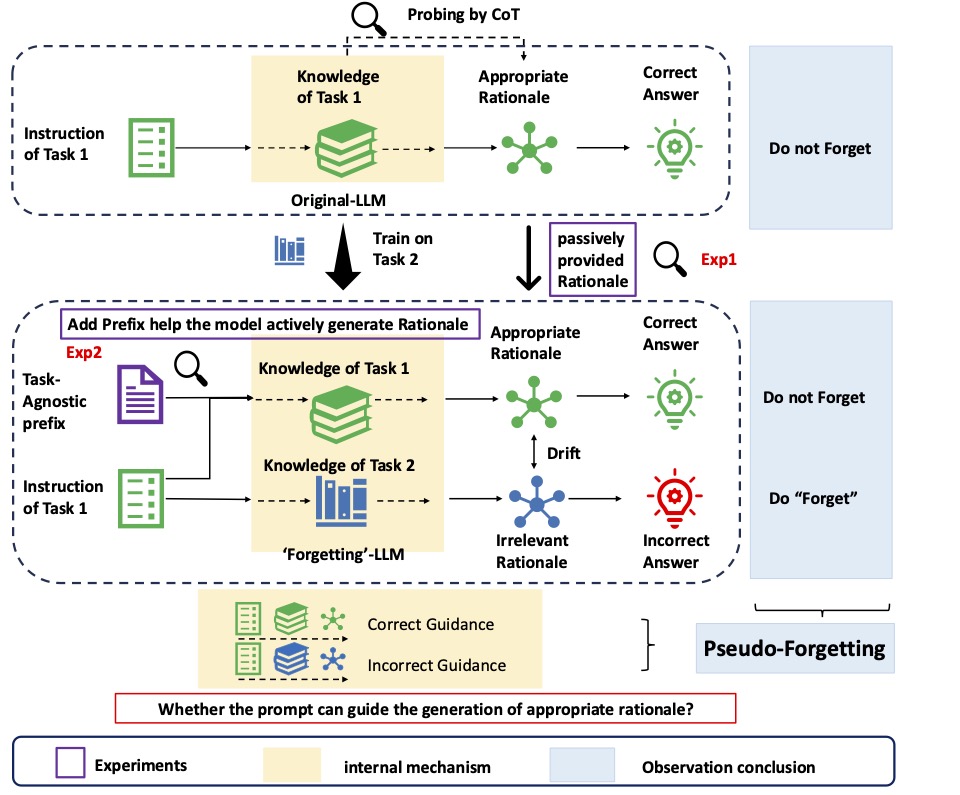 Probing by CoT
Knowledge
of Task 1
Appropriate
Rationale
Correct
Answer
Instruction
of Task 1
Do not Forget
Original-LLM
Train on
Task 2
passively
provided
Rationale
Exp1
Add Prefix help the model actively generate Rationale
Exp2
Appropriate
Rationale
Correct
Answer
Task-
Agnostic
prefix
Knowledge of Task 1
Do not Forget
Drift
Knowledge of Task 2
Instruction
of Task 1
Do “Forget”
‘Forgetting’-LLM
Irrelevant
Rationale
Incorrect
Answer
Correct Guidance
Incorrect Guidance
Pseudo-Forgetting
Whether the prompt can guide the generation of appropriate rationale?
Experiments
internal mechanism
Observation conclusion